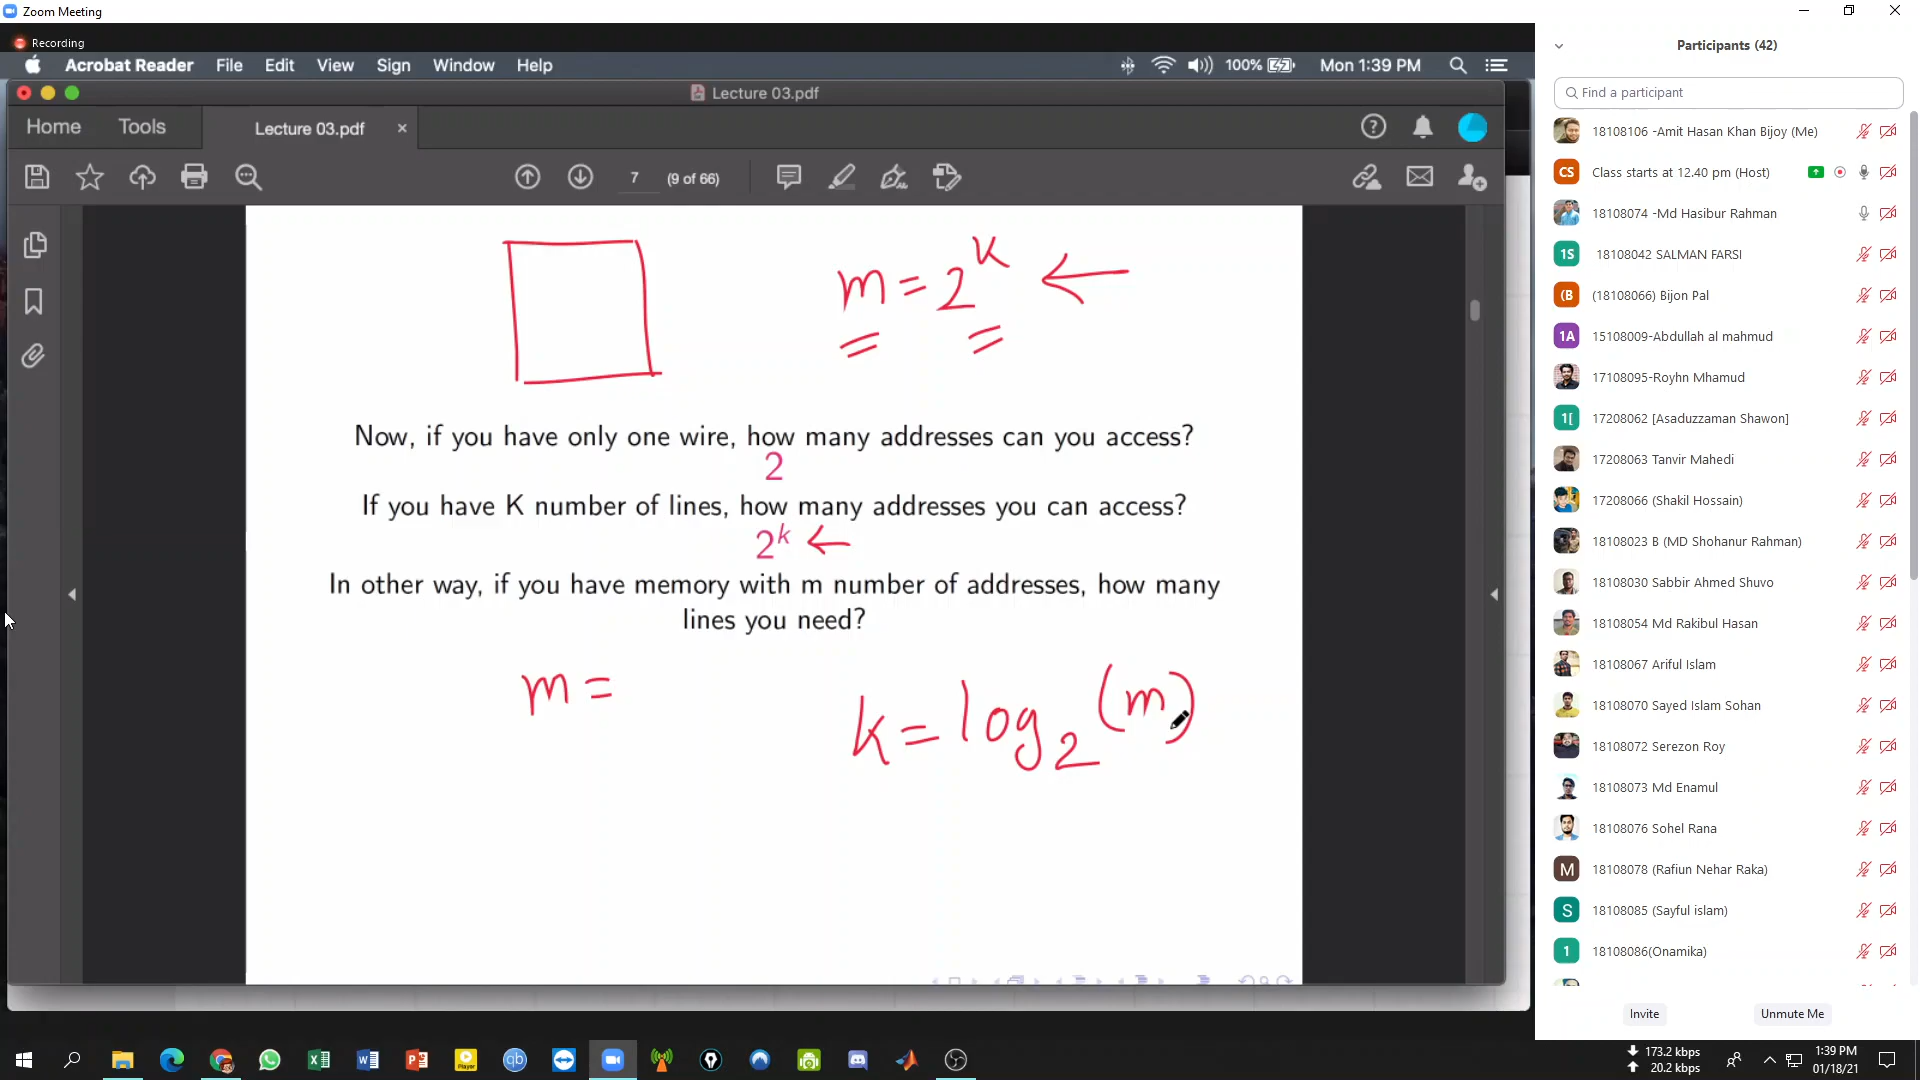 Zoom Meeting
Recording
Acrobat Reader File Edit View Sign Window Help 100% Mon 1:39 PM
Lecture 03.pdf
Home Tools Lecture 03.pdf ×
7 (9 of 66)
m = 2^k ←
Now, if you have only one wire, how many addresses can you access?
2
If you have K number of lines, how many addresses you can access?
2^k ←
In other way, if you have memory with m number of addresses, how many
lines you need?
m =
k = log_2 (m)
Participants (42)
Find a participant
18108106 -Amit Hasan Khan Bijoy (Me)
CS Class starts at 12.40 pm (Host)
18108074 -Md Hasibur Rahman
1S 18108042 SALMAN FARSI
(B (18108066) Bijon Pal
1A 15108009-Abdullah al mahmud
17108095-Royhn Mhamud
1[ 17208062 [Asaduzzaman Shawon]
17208063 Tanvir Mahedi
17208066 (Shakil Hossain)
18108023 B (MD Shohanur Rahman)
18108030 Sabbir Ahmed Shuvo
18108054 Md Rakibul Hasan
18108067 Ariful Islam
18108070 Sayed Islam Sohan
18108072 Serezon Roy
18108073 Md Enamul
18108076 Sohel Rana
M 18108078 (Rafiun Nehar Raka)
S 18108085 (Sayful islam)
1 18108086(Onamika)
Invite Unmute Me
Player
qb
173.2 kbps
20.2 kbps
1:39 PM
01/18/21